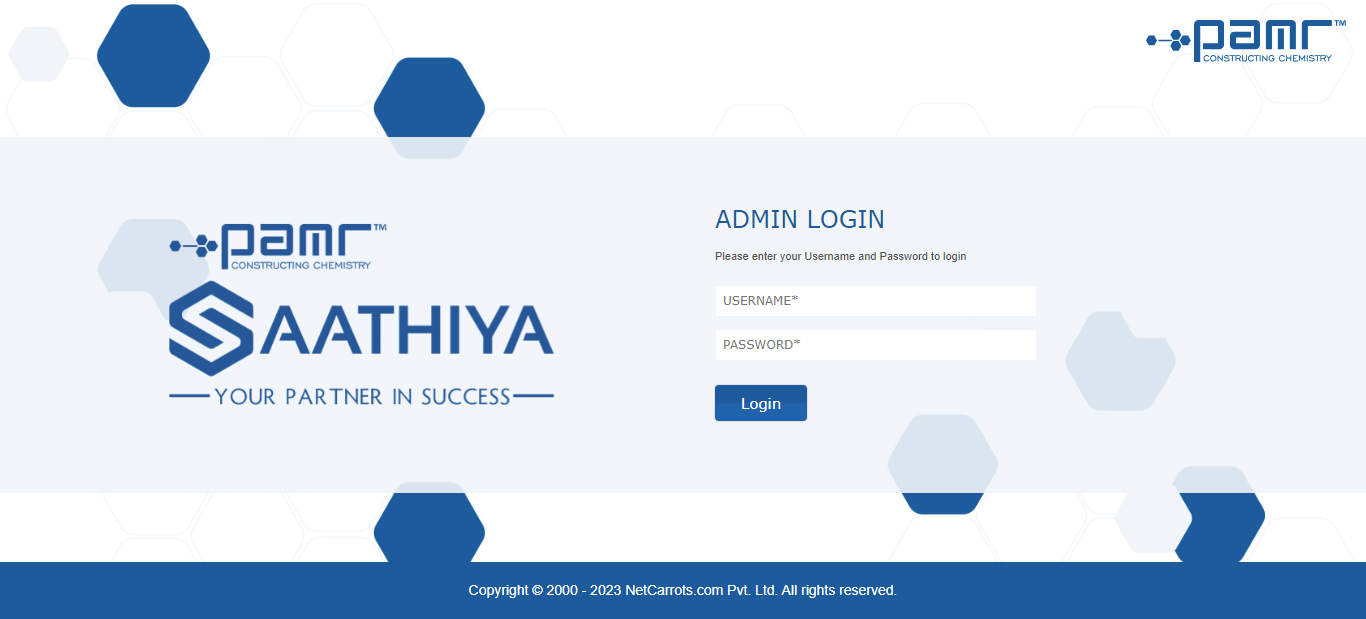 pamr™
CONSTRUCTING CHEMISTRY
pamr™
CONSTRUCTING CHEMISTRY
SAATHIYA
YOUR PARTNER IN SUCCESS
ADMIN LOGIN
Please enter your Username and Password to login
USERNAME*
PASSWORD*
Login
Copyright © 2000 - 2023 NetCarrots.com Pvt. Ltd. All rights reserved.